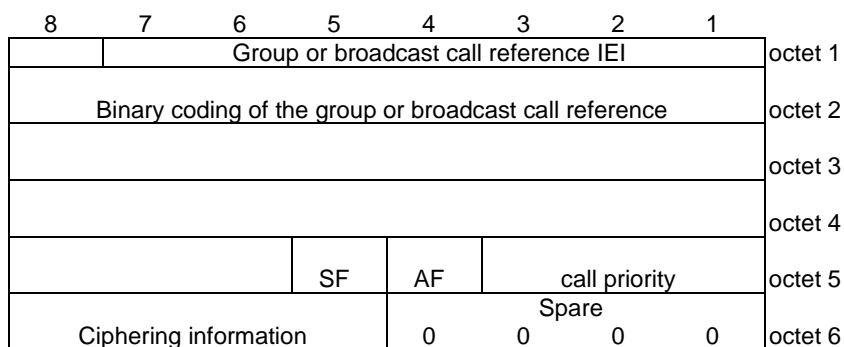 8 7 6 5 4 3 2 1
Group or broadcast call reference IEI octet 1
Binary coding of the group or broadcast call reference octet 2
octet 3
octet 4
SF AF call priority octet 5
Spare
Ciphering information 0 0 0 0 octet 6